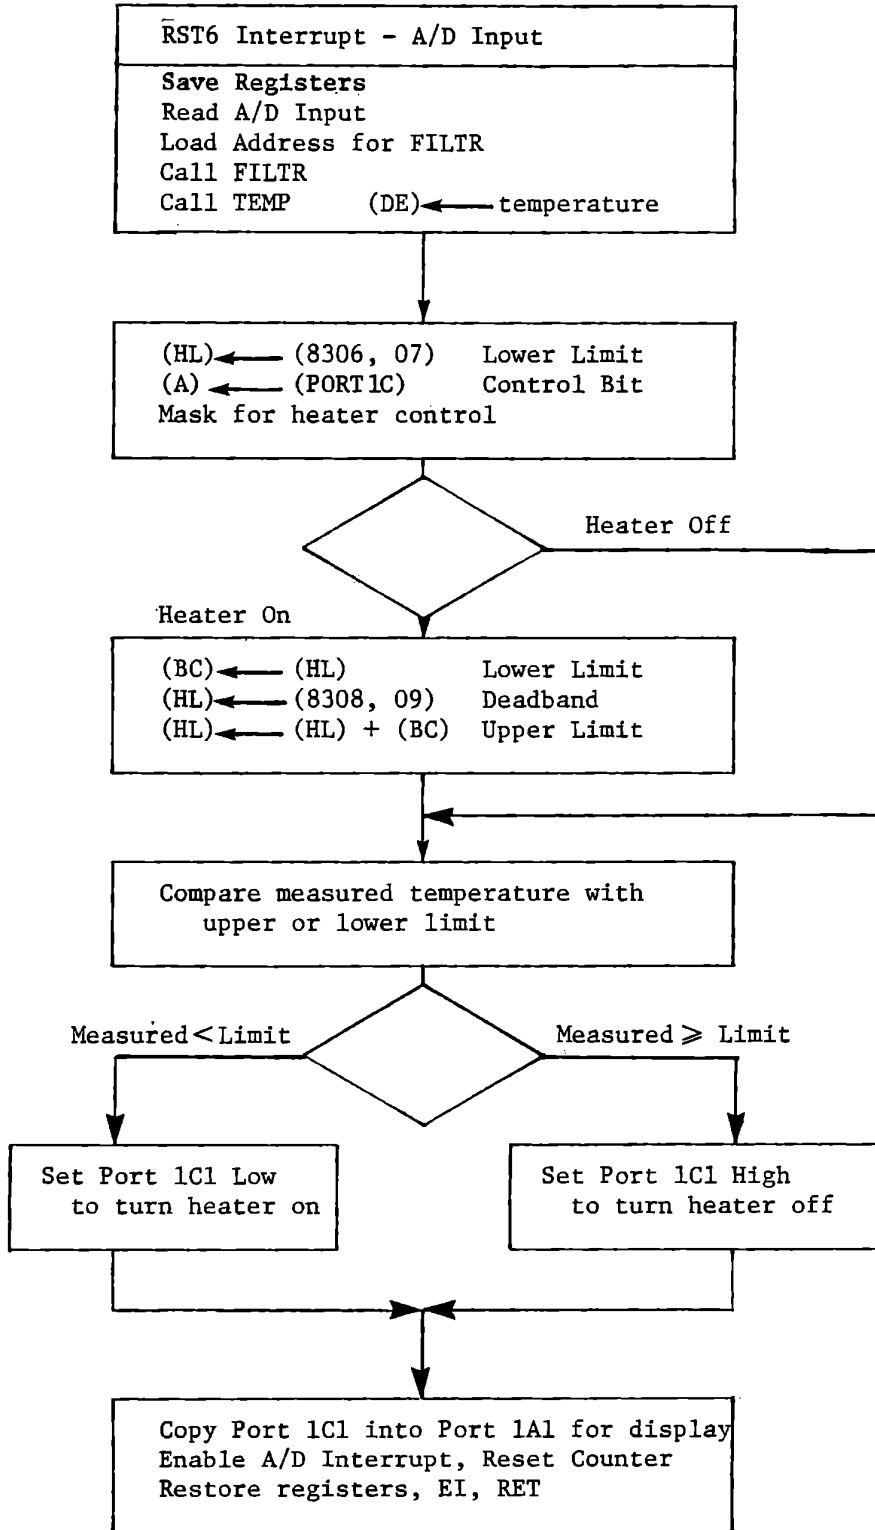 RST6 Interrupt - A/D Input
Save Registers
Read A/D Input
Load Address for FILTR
Call FILTR
Call TEMP (DE) temperature
(HL) (8306, 07) Lower Limit
(A) (PORT 1C) Control Bit
Mask for heater control
Heater Off
Heater On
(BC) (HL) Lower Limit
(HL) (8308, 09) Deadband
(HL) (HL) + (BC) Upper Limit
Compare measured temperature with
upper or lower limit
Measured < Limit
Measured ⩾ Limit
Set Port 1C1 Low
to turn heater on
Set Port 1C1 High
to turn heater off
Copy Port 1C1 into Port 1A1 for display
Enable A/D Interrupt, Reset Counter
Restore registers, EI, RET